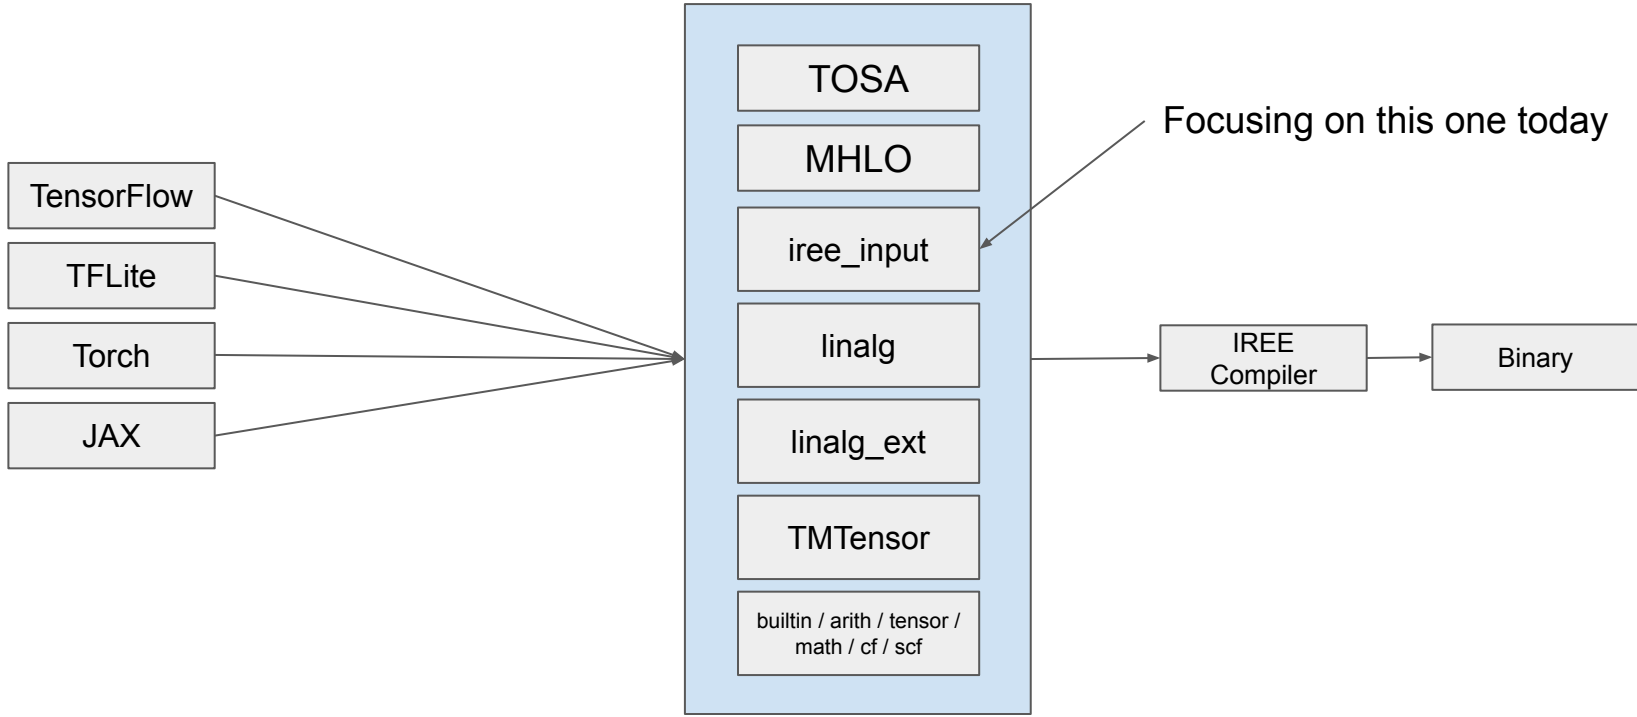 TensorFlow
TFLite
Torch
JAX
TOSA
MHLO
iree_input
linalg
linalg_ext
TMTensor
builtin / arith / tensor /
math / cf / scf
Focusing on this one today
IREE
Compiler
Binary